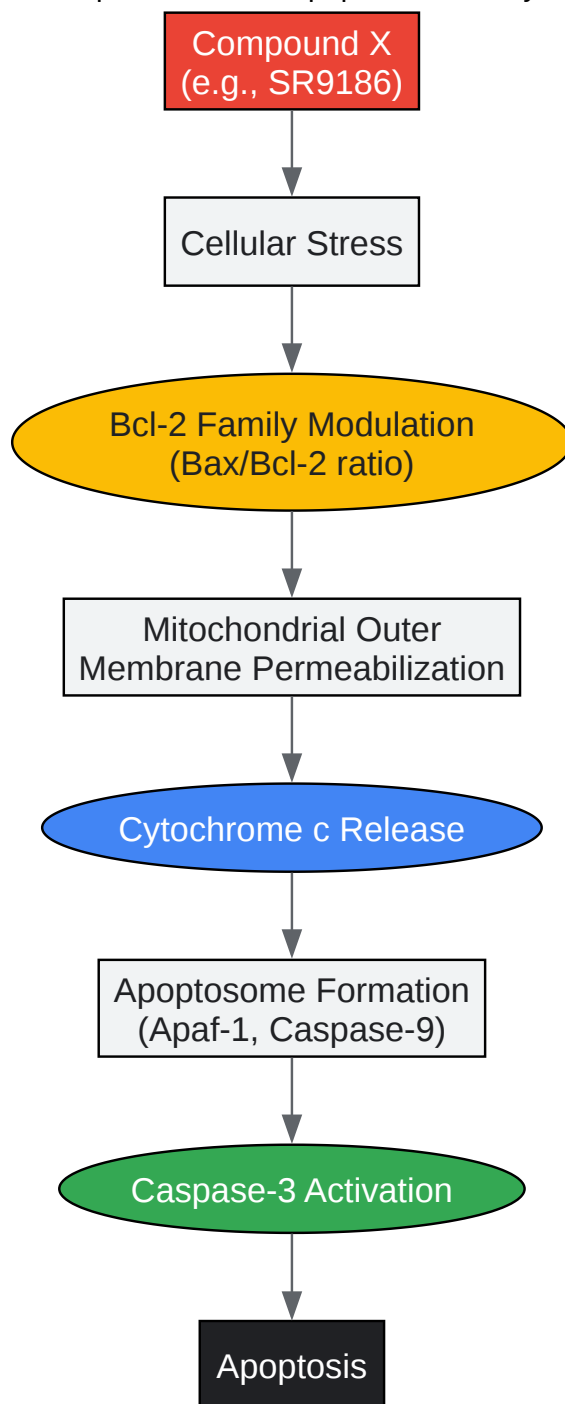 Compound X
(e.g., SR9186)
Cellular Stress
Bcl-2 Family Modulation
(Bax/Bcl-2 ratio)
Mitochondrial Outer
Membrane Permeabilization
Cytochrome c Release
Apoptosome Formation
(Apaf-1, Caspase-9)
Caspase-3 Activation
Apoptosis